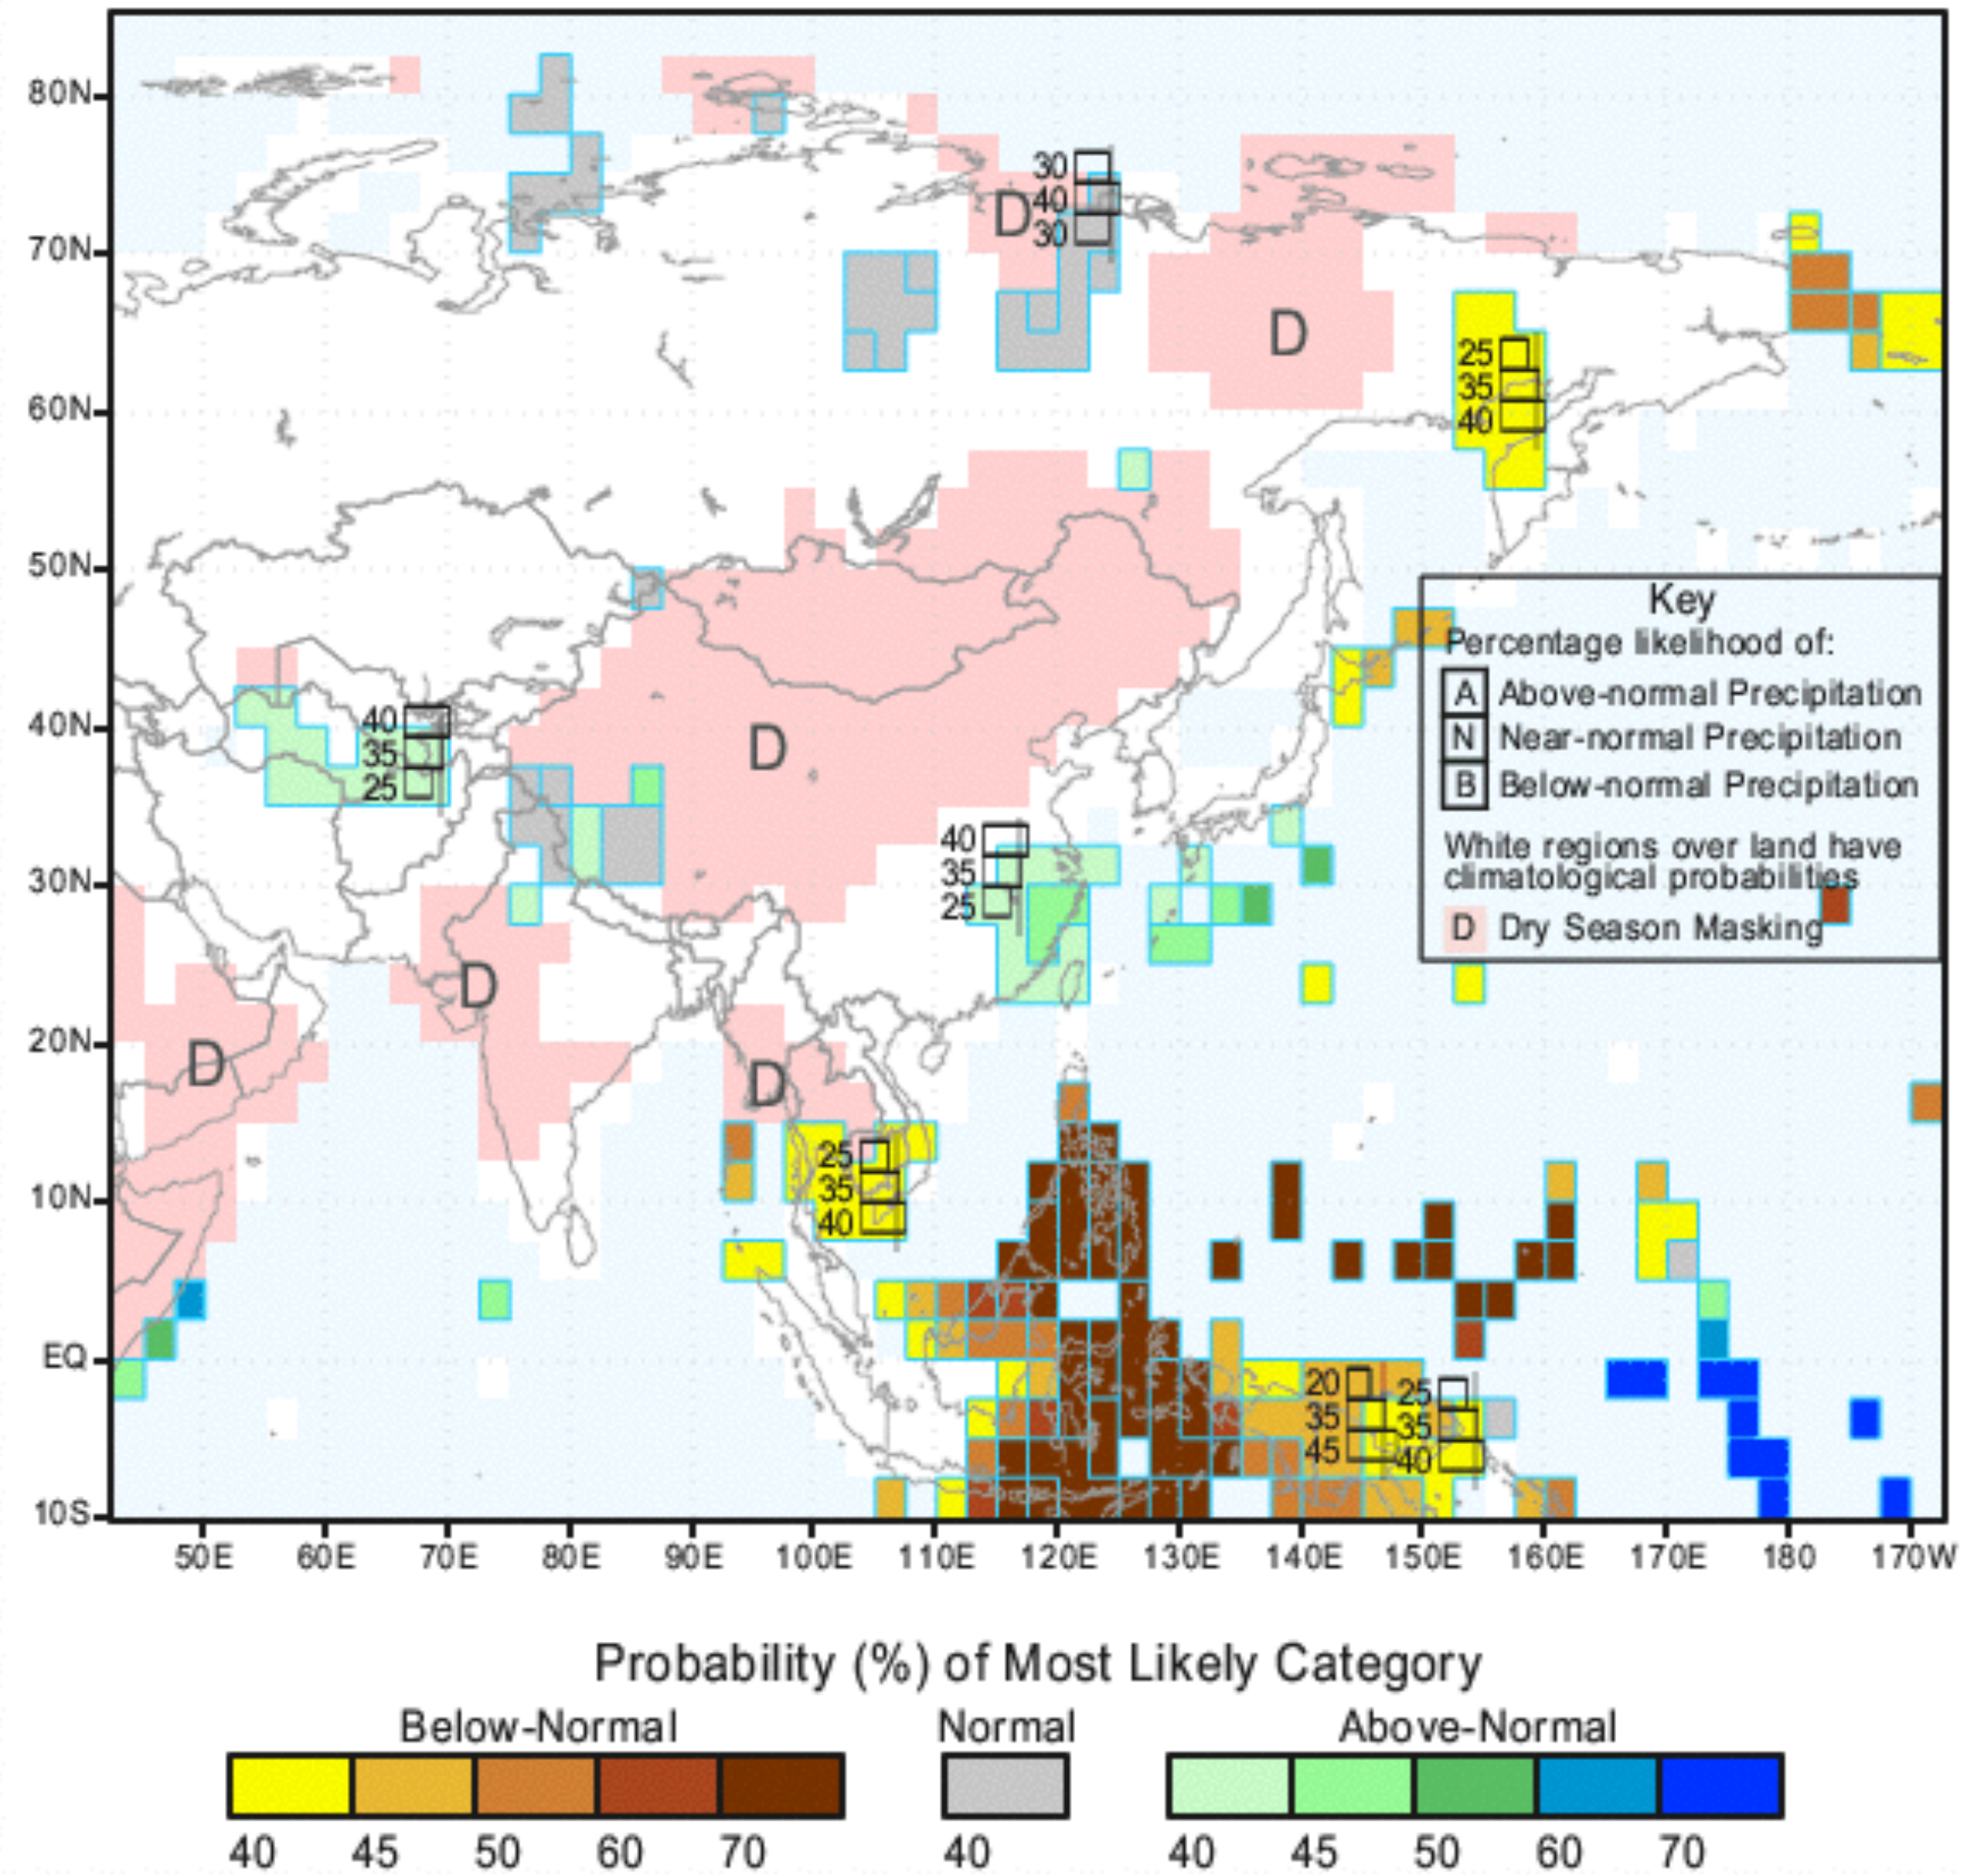 80N
30
40
D
30
70N
D
25
35
40
60N
50N
Key
Percentage likelihood of:
A Above-normal Precipitation
N Near-normal Precipitation
B Below-normal Precipitation
White regions over land have
climatological probabilities
D Dry Season Masking
40N
40
35
25
D
40
35
25
30N
D
20N
D
D
25
35
40
10N
EQ
20
35
45
25
35
40
10S
50E 60E 70E 80E 90E 100E 110E 120E 130E 140E 150E 160E 170E 180 170W
Probability (%) of Most Likely Category
Below-Normal Normal Above-Normal
40 45 50 60 70 40 40 45 50 60 70